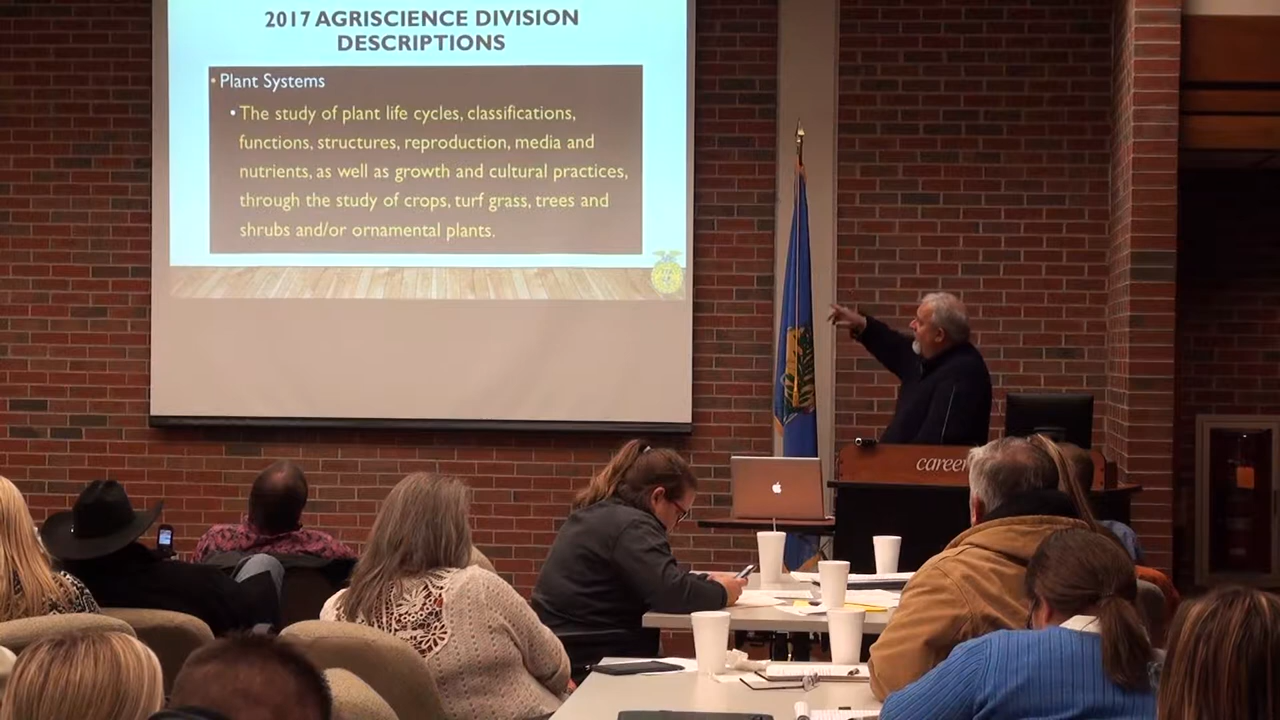 2017 AGRISCIENCE DIVISION
DESCRIPTIONS
• Plant Systems
• The study of plant life cycles, classifications,
functions, structures, reproduction, media and
nutrients, as well as growth and cultural practices,
through the study of crops, turf grass, trees and
shrubs and/or ornamental plants.
career